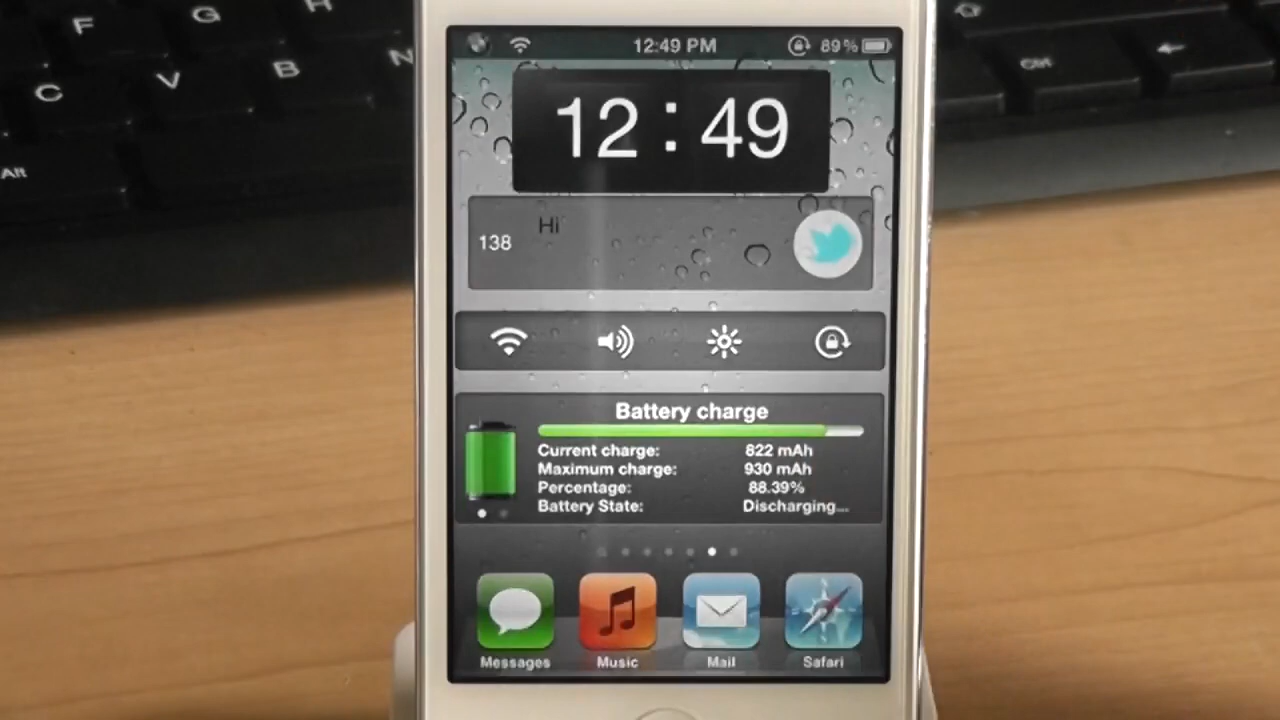 F G H
C V B N
Alt
Ctrl
12:49 PM 89%
12:49
138 Hi
Battery charge
Current charge: 822 mAh
Maximum charge: 930 mAh
Percentage: 88.39%
Battery State: Discharging...
Messages Music Mail Safari